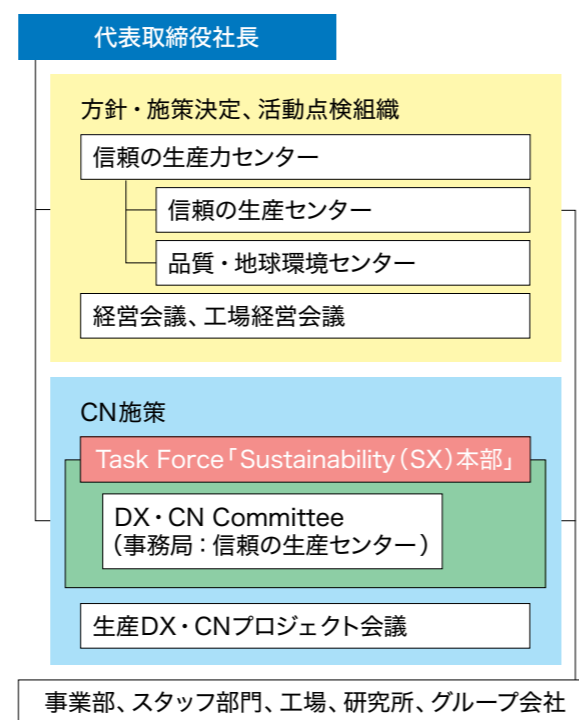 代表取締役社長
方針・施策決定、活動点検組織
信頼の生産力センター
信頼の生産センター
品質・地球環境センター
経営会議、工場経営会議
CN施策
Task Force「Sustainability（SX）本部」
DX・CN Committee
（事務局：信頼の生産センター）
生産DX・CNプロジェクト会議
事業部、スタッフ部門、工場、研究所、グループ会社